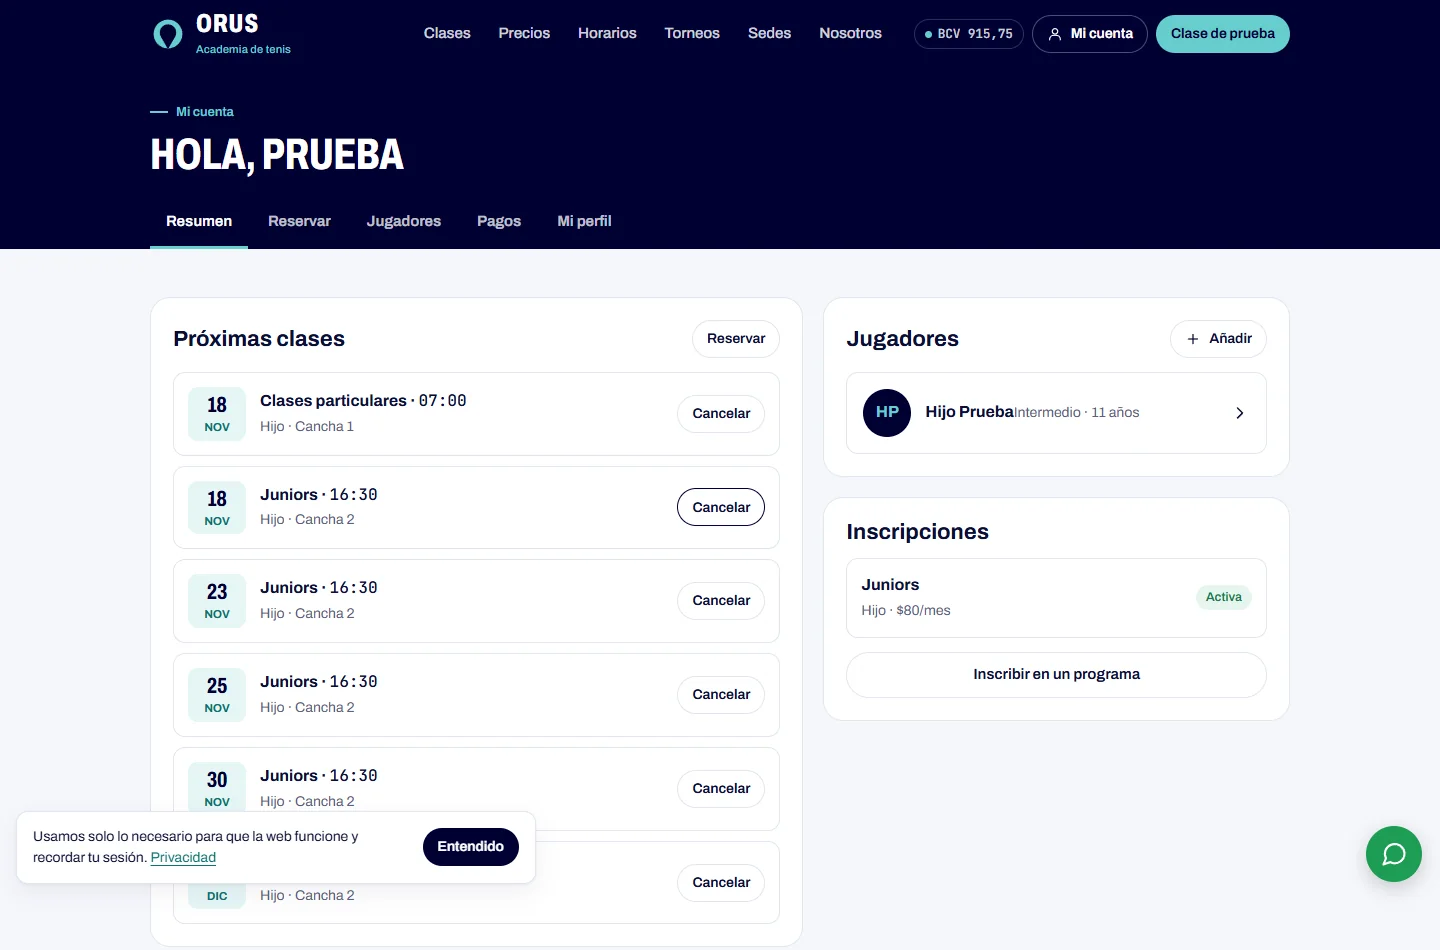 ORUS
Academia de tenis
Clases
Precios
Horarios
Torneos
Sedes
Nosotros
BCV 915,75
Mi cuenta
Clase de prueba
Mi cuenta
HOLA, PRUEBA
Resumen
Reservar
Jugadores
Pagos
Mi perfil
Próximas clases
Reservar
18 NOV
Clases particulares · 07:00
Hijo · Cancha 1
Cancelar
18 NOV
Juniors · 16:30
Hijo · Cancha 2
Cancelar
23 NOV
Juniors · 16:30
Hijo · Cancha 2
Cancelar
25 NOV
Juniors · 16:30
Hijo · Cancha 2
Cancelar
30 NOV
Juniors · 16:30
Hijo · Cancha 2
Cancelar
DIC
Hijo · Cancha 2
Cancelar
Jugadores
+ Añadir
HP
Hijo PruebaIntermedio · 11 años
Inscripciones
Juniors
Hijo · $80/mes
Activa
Inscribir en un programa
Usamos solo lo necesario para que la web funcione y
recordar tu sesión. Privacidad
Entendido